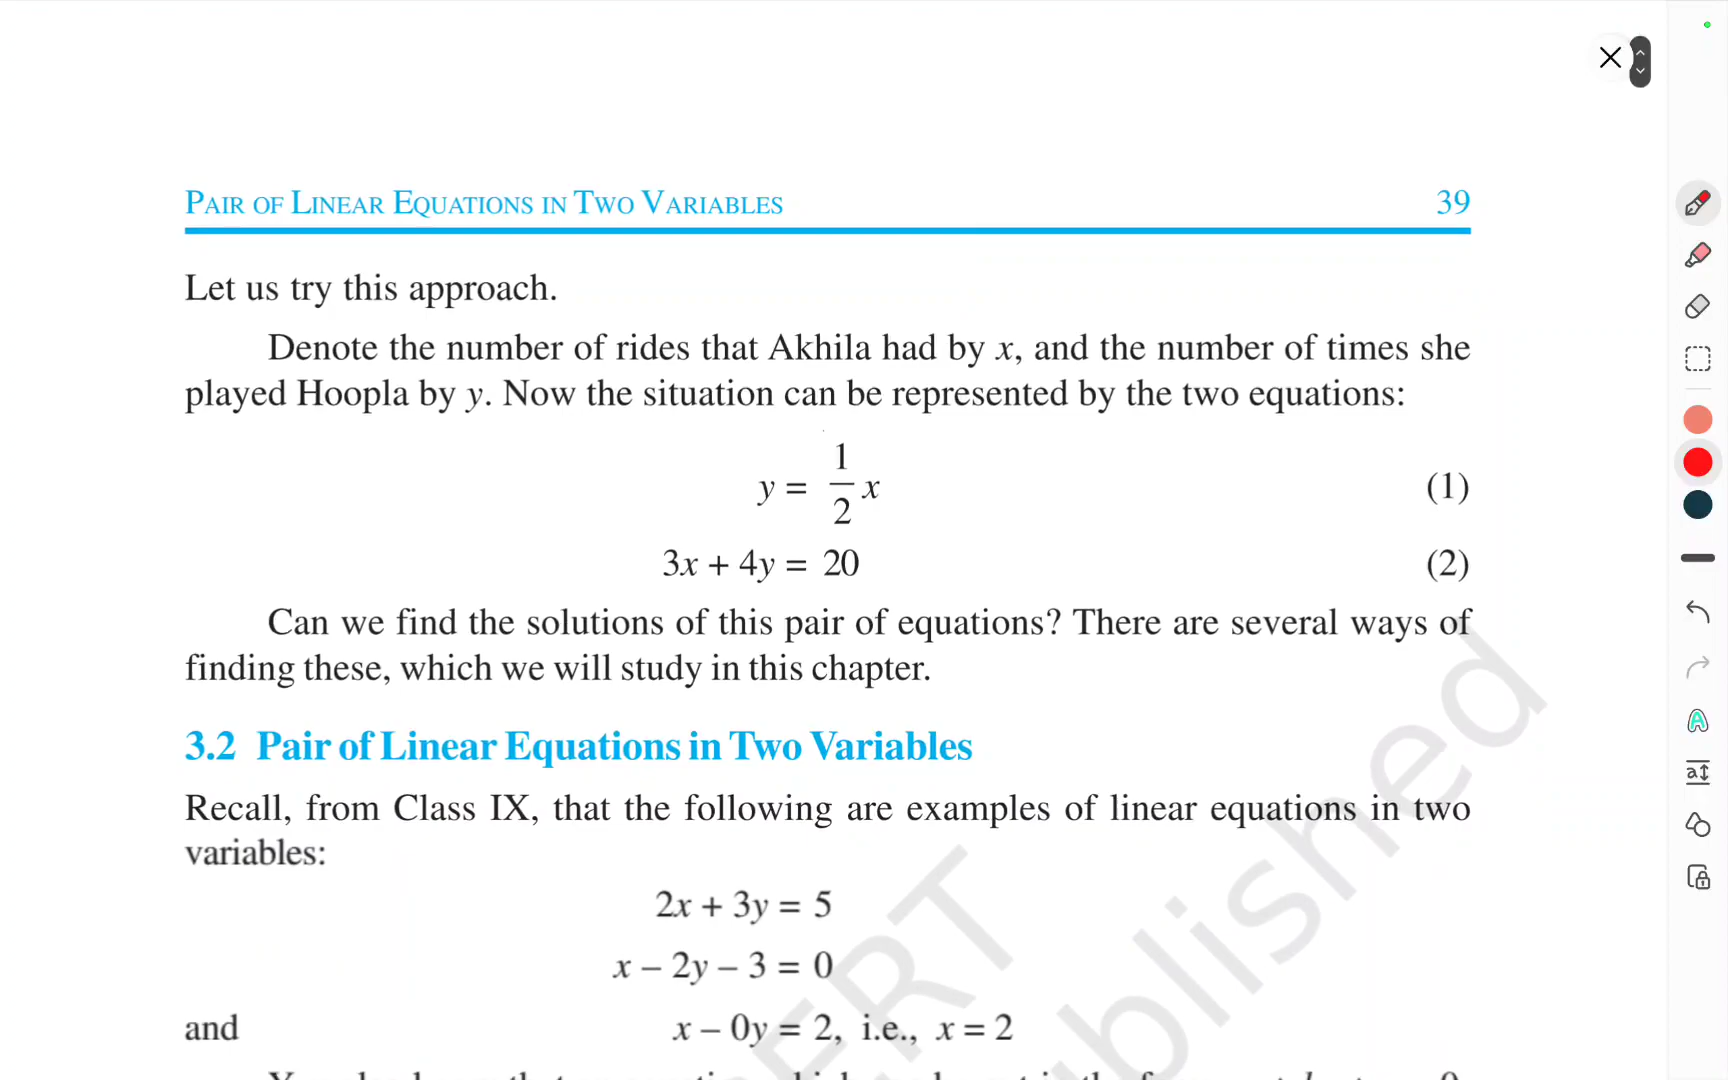 PAIR OF LINEAR EQUATIONS IN TWO VARIABLES 39
Let us try this approach.
Denote the number of rides that Akhila had by x, and the number of times she
played Hoopla by y. Now the situation can be represented by the two equations:
y = 1/2 x (1)
3x + 4y = 20 (2)
Can we find the solutions of this pair of equations? There are several ways of
finding these, which we will study in this chapter.
3.2 Pair of Linear Equations in Two Variables
Recall, from Class IX, that the following are examples of linear equations in two
variables:
2x + 3y = 5
x – 2y – 3 = 0
and x – 0y = 2, i.e., x = 2